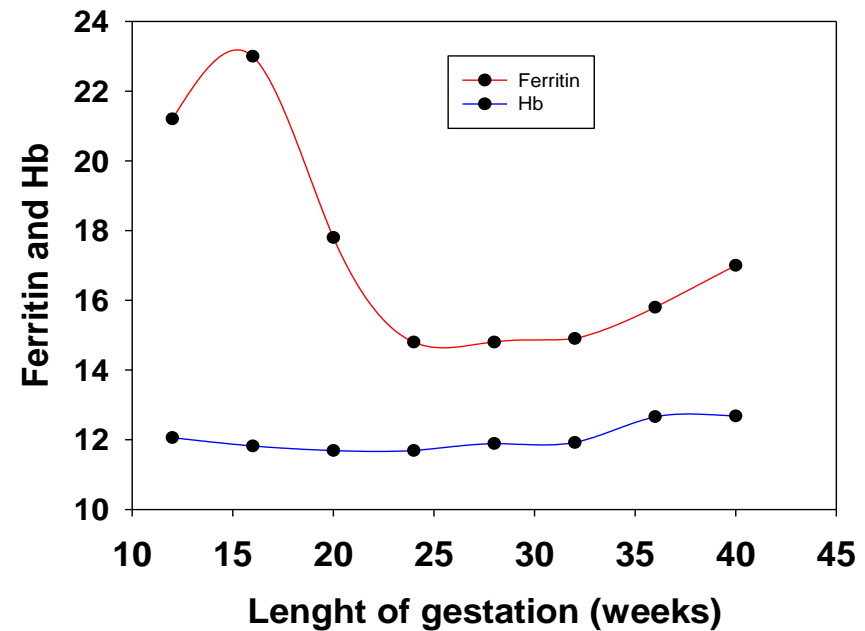 24
22
20
18
16
14
12
10
Ferritin and Hb
Ferritin
Hb
10 15 20 25 30 35 40 45
Lenght of gestation (weeks)